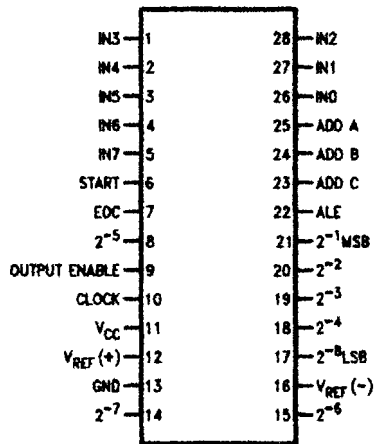 IN3 1 28 IN2
IN4 2 27 IN1
IN5 3 26 IN0
IN6 4 25 ADD A
IN7 5 24 ADD B
START 6 23 ADD C
EOC 7 22 ALE
2⁻⁵ 8 21 2⁻¹MSB
OUTPUT ENABLE 9 20 2⁻²
CLOCK 10 19 2⁻³
VCC 11 18 2⁻⁴
VREF(+) 12 17 2⁻⁸LSB
GND 13 16 VREF(−)
2⁻⁷ 14 15 2⁻⁶